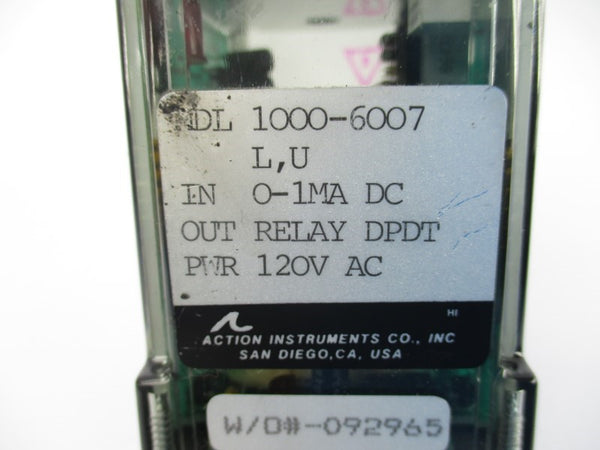 MDL 1000-6007
L,U
IN 0-1MA DC
OUT RELAY DPDT
PWR 120V AC
HI
ACTION INSTRUMENTS CO., INC
SAN DIEGO,CA, USA
W/O#-092965